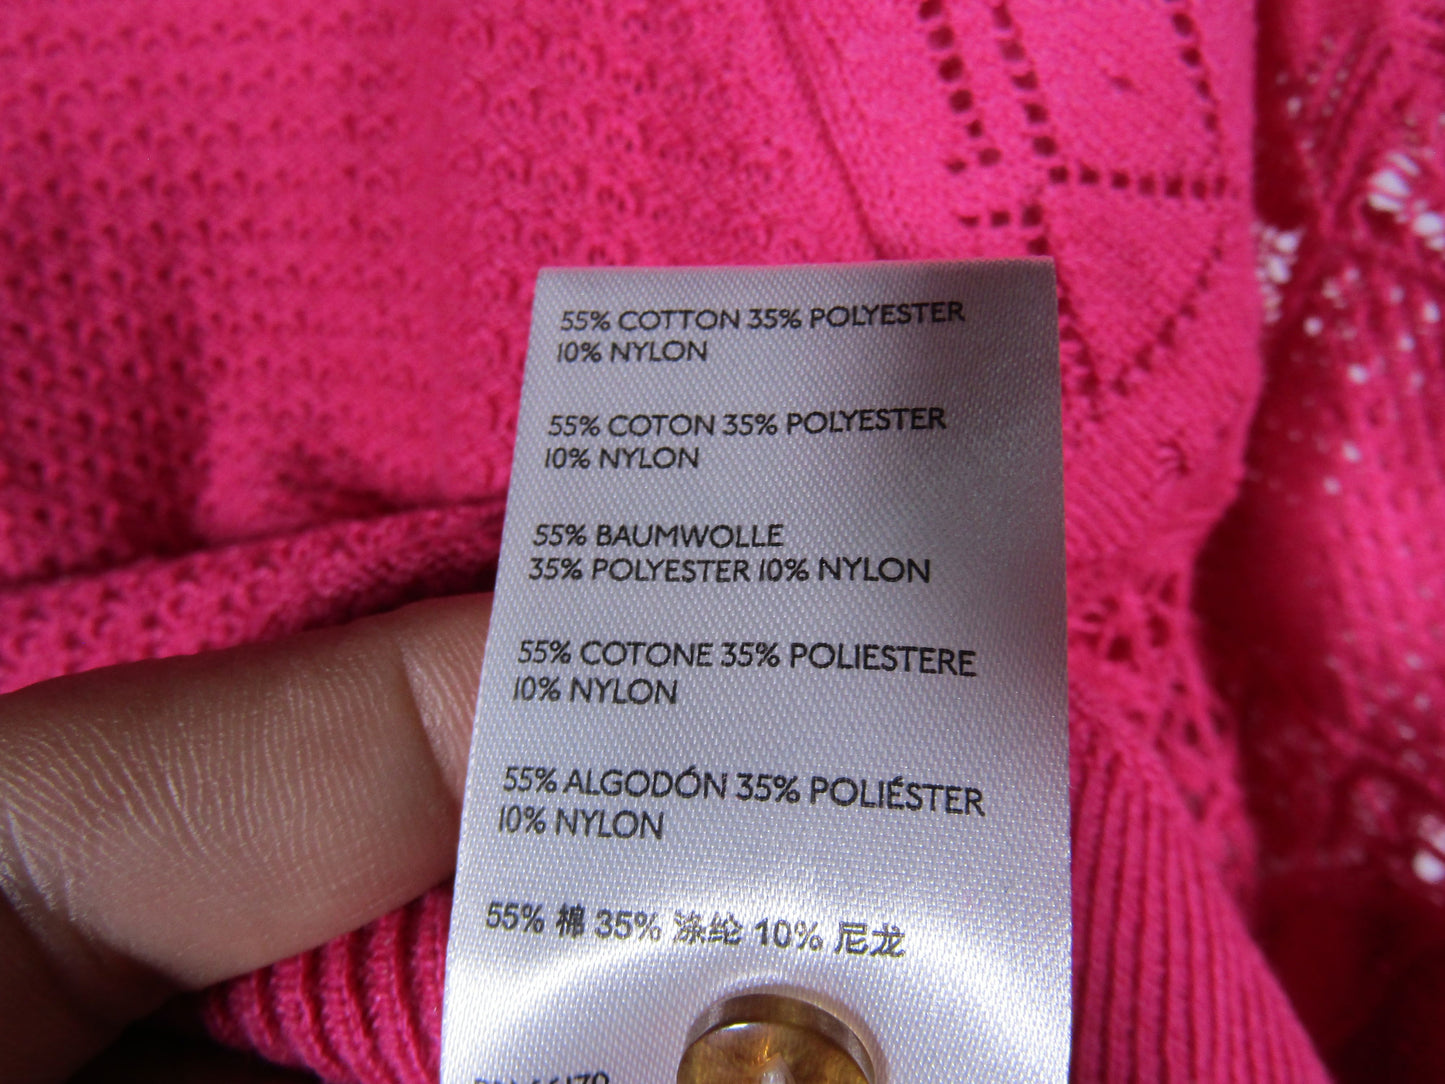 55% COTTON 35% POLYESTER
10% NYLON
55% COTON 35% POLYESTER
10% NYLON
55% BAUMWOLLE
35% POLYESTER 10% NYLON
55% COTONE 35% POLIESTERE
10% NYLON
55% ALGODÓN 35% POLIÉSTER
10% NYLON
55% 棉 35% 涤纶 10% 尼龙